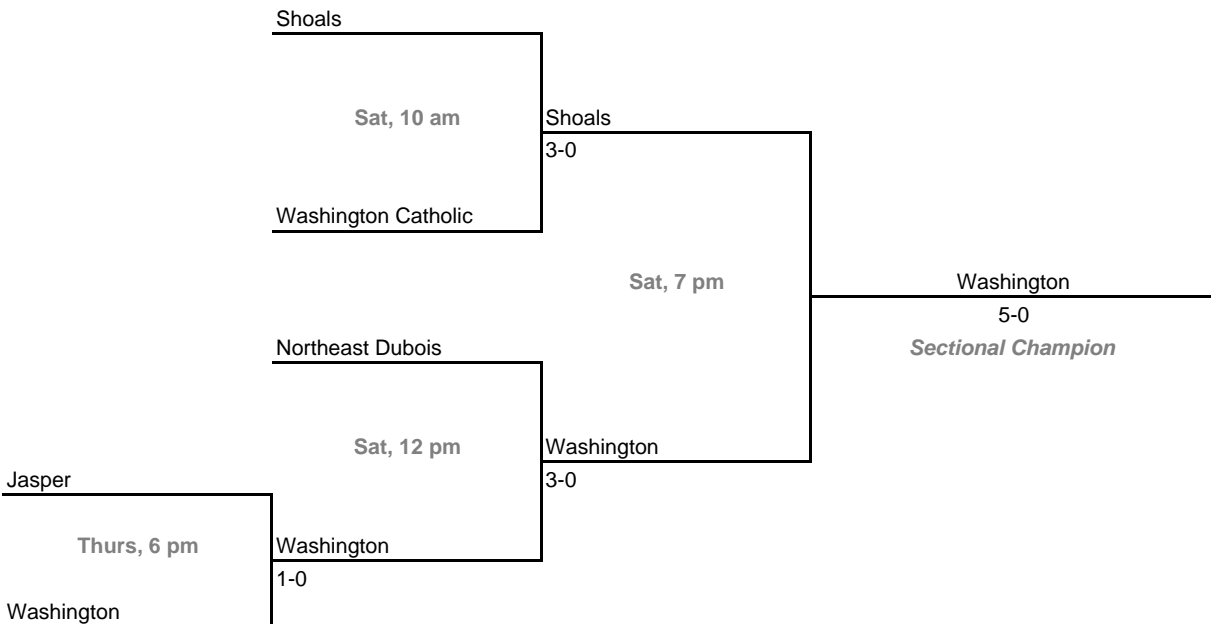 Shoals
Sat, 10 am
Shoals
3-0
Washington Catholic
Sat, 7 pm
Washington
5-0
Northeast Dubois
Sectional Champion
Sat, 12 pm
Washington
Jasper
3-0
Thurs, 6 pm
Washington
1-0
Washington